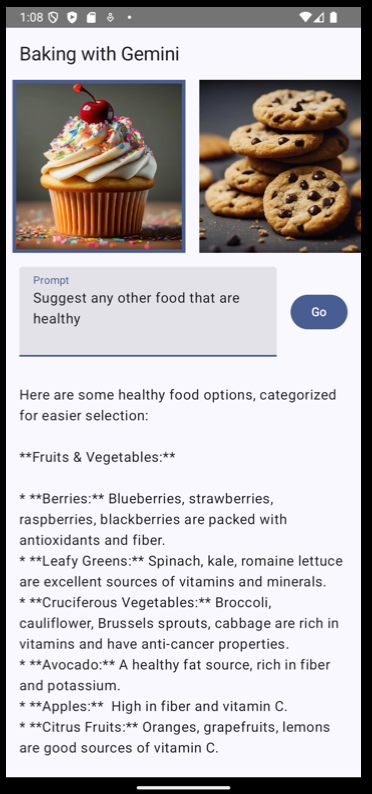 1:08
Baking with Gemini
Prompt
Suggest any other food that are
healthy
Go
Here are some healthy food options, categorized
for easier selection:
**Fruits & Vegetables:**
* **Berries:** Blueberries, strawberries,
raspberries, blackberries are packed with
antioxidants and fiber.
* **Leafy Greens:** Spinach, kale, romaine lettuce
are excellent sources of vitamins and minerals.
* **Cruciferous Vegetables:** Broccoli,
cauliflower, Brussels sprouts, cabbage are rich in
vitamins and have anti-cancer properties.
* **Avocado:** A healthy fat source, rich in fiber
and potassium.
* **Apples:**  High in fiber and vitamin C.
* **Citrus Fruits:** Oranges, grapefruits, lemons
are good sources of vitamin C.